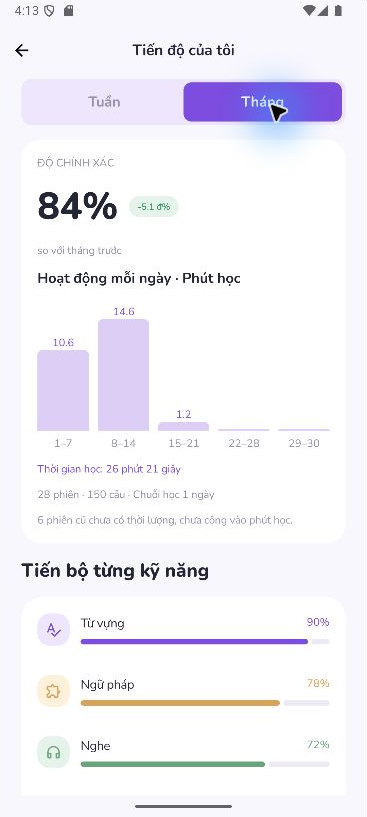 4:13
Tiến độ của tôi
Tuần
Tháng
ĐỘ CHÍNH XÁC
84%
-5.1 đ%
so với tháng trước
Hoạt động mỗi ngày · Phút học
10.6
14.6
1.2
1–7
8–14
15–21
22–28
29–30
Thời gian học: 26 phút 21 giây
28 phiên · 150 câu · Chuỗi học 1 ngày
6 phiên cũ chưa có thời lượng, chưa cộng vào phút học.
Tiến bộ từng kỹ năng
Từ vựng
90%
Ngữ pháp
78%
Nghe
72%